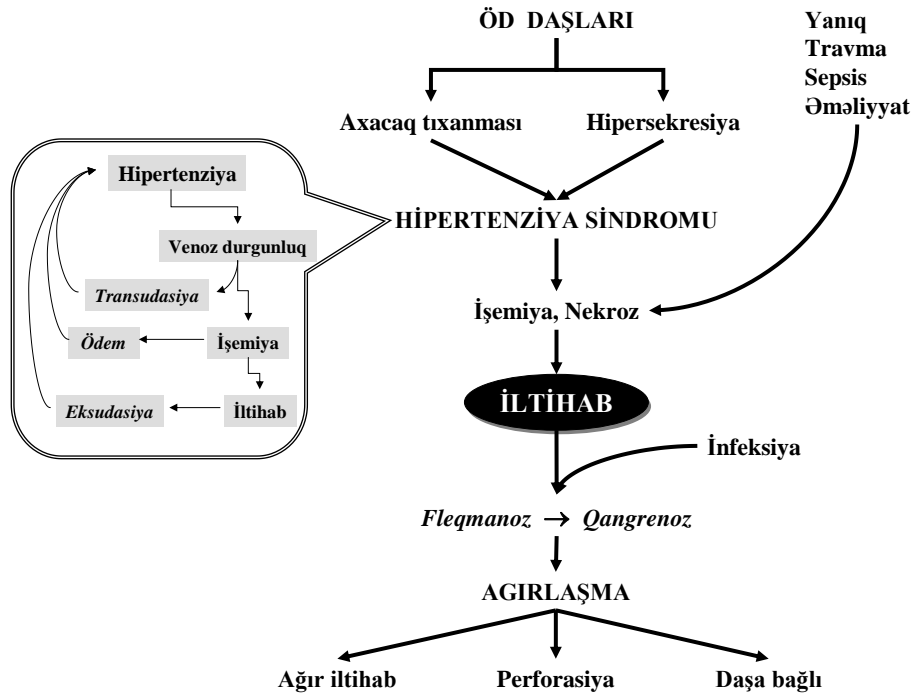 ÖD DAŞLARI
Yanıq
Travma
Sepsis
Əməliyyat
Axacaq tıxanması
Hipersekresiya
HİPERTENZİYA SİNDROMU
Hipertenziya
Venoz durgunluq
Transudasiya
Ödem
İşemiya
Eksudasiya
İltihab
İşemiya, Nekroz
İLTİHAB
İnfeksiya
Fleqmanoz → Qangrenoz
AGIRLAŞMA
Ağır iltihab
Perforasiya
Daşa bağlı